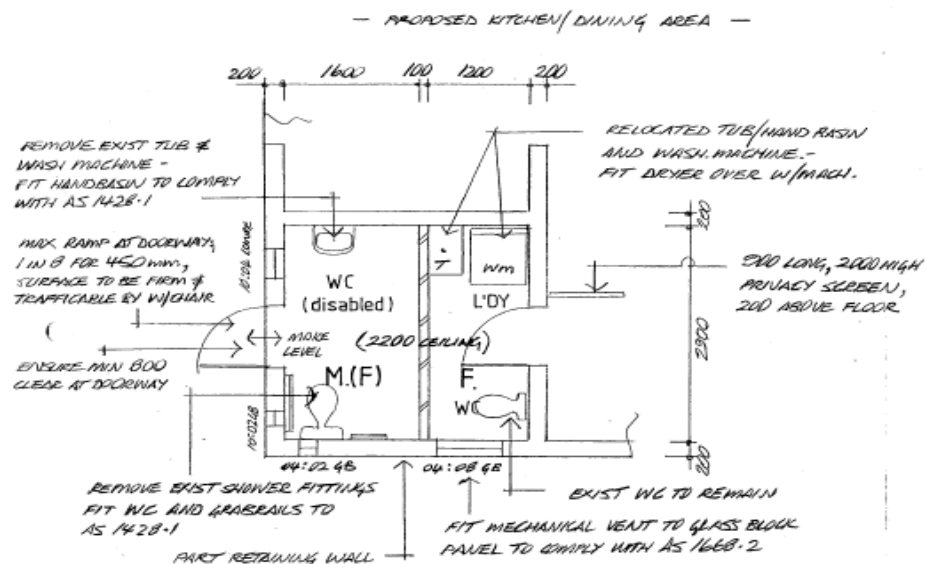 — PROPOSED KITCHEN/DINING AREA —
200 1600 100 1200 200
REMOVE EXIST TUB &
WASH MACHINE -
FIT HANDBASIN TO COMPLY
WITH AS 1428.1
MAX. RAMP AT DOORWAY;
1 IN 8 FOR 450mm,
SURFACE TO BE FIRM &
TRAFFICABLE BY W/CHAIR
ENSURE MIN 800
CLEAR AT DOORWAY
RELOCATED TUB/HAND BASIN
AND WASH. MACHINE.-
FIT DRYER OVER W/MACH.
900 LONG, 2000 HIGH
PRIVACY SCREEN,
200 ABOVE FLOOR
200
2900
200
WC
(disabled)
T
Wm
L'DY
MAKE
LEVEL
(2200 CEILING)
M.(F)
F.
WC
04:02 GB
04:08 GB
REMOVE EXIST SHOWER FITTINGS
FIT WC AND GRABRAILS TO
AS 1428.1
PART RETAINING WALL
EXIST WC TO REMAIN
FIT MECHANICAL VENT TO GLASS BLOCK
PANEL TO COMPLY WITH AS 1668.2